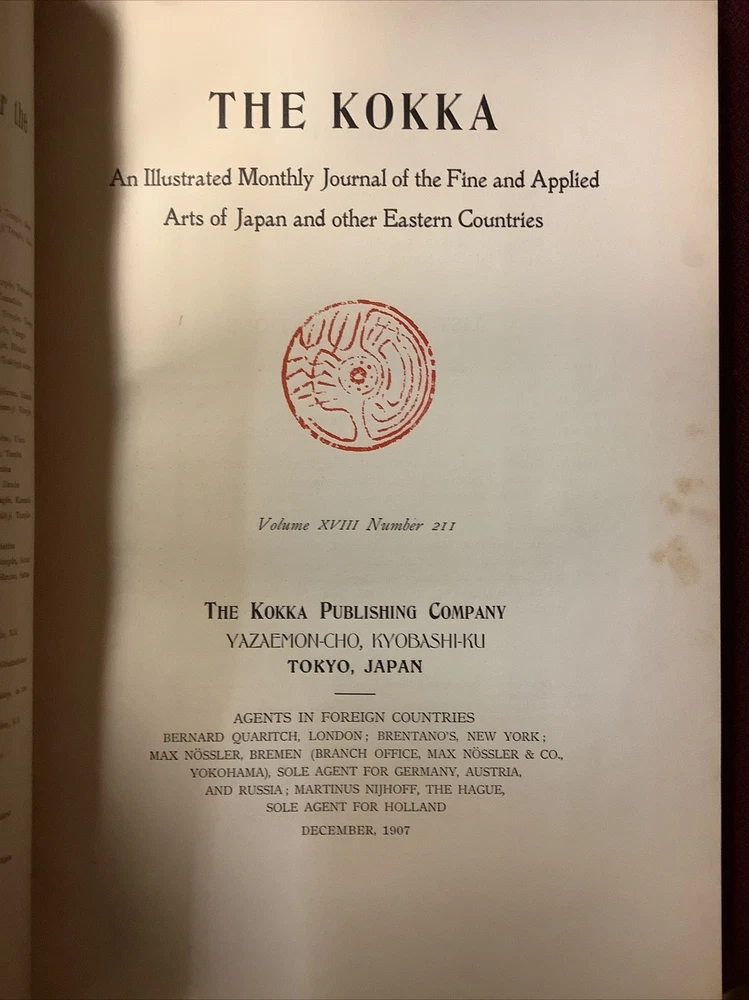 THE KOKKA
An Illustrated Monthly Journal of the Fine and Applied
Arts of Japan and other Eastern Countries
Volume XVIII Number 211
THE KOKKA PUBLISHING COMPANY
YAZAEMON-CHO, KYOBASHI-KU
TOKYO, JAPAN
AGENTS IN FOREIGN COUNTRIES
BERNARD QUARITCH, LONDON; BRENTANO'S, NEW YORK;
MAX NÖSSLER, BREMEN (BRANCH OFFICE, MAX NÖSSLER & CO.,
YOKOHAMA), SOLE AGENT FOR GERMANY, AUSTRIA,
AND RUSSIA; MARTINUS NIJHOFF, THE HAGUE,
SOLE AGENT FOR HOLLAND
DECEMBER, 1907